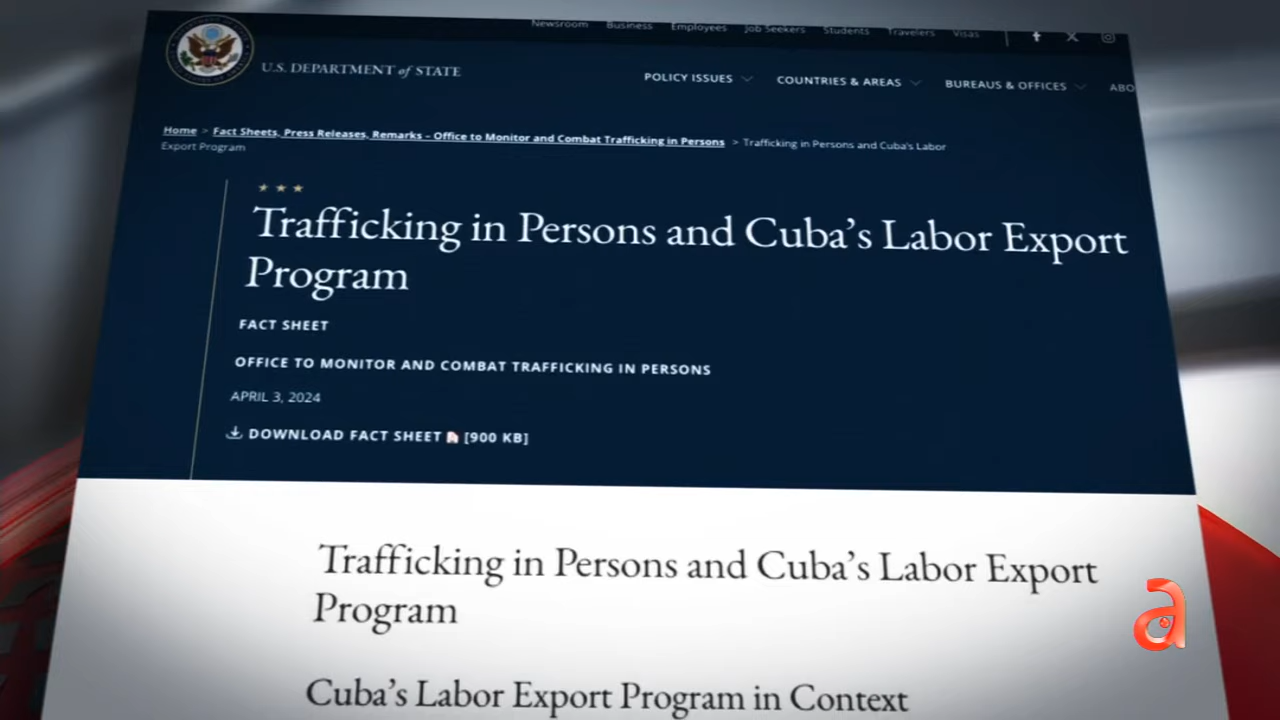 Newsroom Business Employees Job Seekers Students Travelers Visas
U.S. DEPARTMENT of STATE
POLICY ISSUES COUNTRIES & AREAS BUREAUS & OFFICES ABO
Home > Fact Sheets, Press Releases, Remarks – Office to Monitor and Combat Trafficking in Persons > Trafficking in Persons and Cuba's Labor
Export Program
Trafficking in Persons and Cuba's Labor Export
Program
FACT SHEET
OFFICE TO MONITOR AND COMBAT TRAFFICKING IN PERSONS
APRIL 3, 2024
DOWNLOAD FACT SHEET [900 KB]
Trafficking in Persons and Cuba's Labor Export
Program
a
Cuba's Labor Export Program in Context